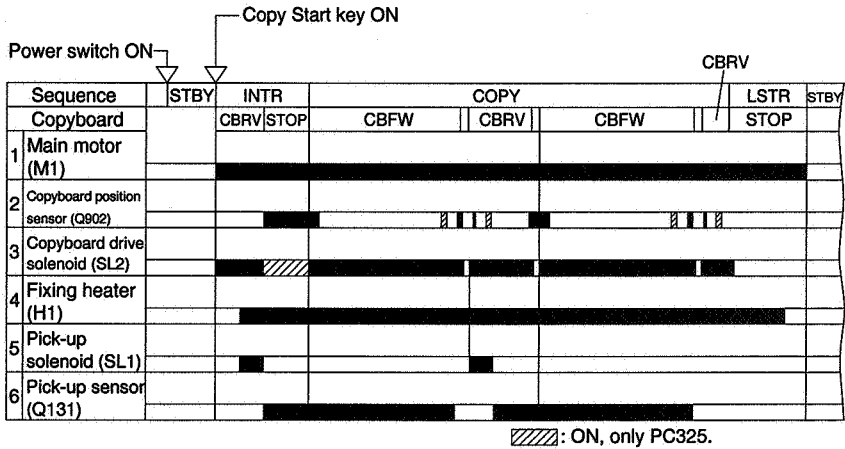 Copy Start key ON
Power switch ON
CBRV
Sequence STBY INTR COPY LSTR STBY
Copyboard CBRV STOP CBFW CBRV CBFW STOP
1 Main motor
(M1)
2 Copyboard position
sensor (Q902)
3 Copyboard drive
solenoid (SL2)
4 Fixing heater
(H1)
5 Pick-up
solenoid (SL1)
6 Pick-up sensor
(Q131)
: ON, only PC325.